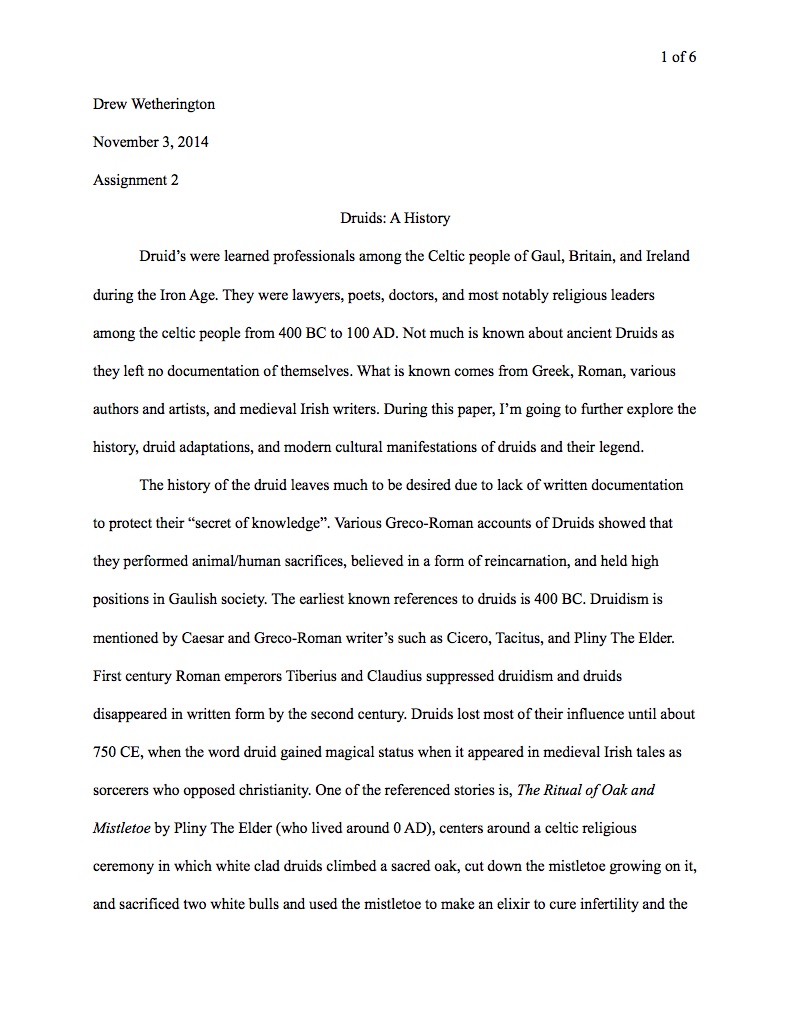 1 of 6
Drew Wetherington
November 3, 2014
Assignment 2
Druids: A History
Druid’s were learned professionals among the Celtic people of Gaul, Britain, and Ireland
during the Iron Age. They were lawyers, poets, doctors, and most notably religious leaders
among the celtic people from 400 BC to 100 AD. Not much is known about ancient Druids as
they left no documentation of themselves. What is known comes from Greek, Roman, various
authors and artists, and medieval Irish writers. During this paper, I’m going to further explore the
history, druid adaptations, and modern cultural manifestations of druids and their legend.
The history of the druid leaves much to be desired due to lack of written documentation
to protect their “secret of knowledge”. Various Greco-Roman accounts of Druids showed that
they performed animal/human sacrifices, believed in a form of reincarnation, and held high
positions in Gaulish society. The earliest known references to druids is 400 BC. Druidism is
mentioned by Caesar and Greco-Roman writer’s such as Cicero, Tacitus, and Pliny The Elder.
First century Roman emperors Tiberius and Claudius suppressed druidism and druids
disappeared in written form by the second century. Druids lost most of their influence until about
750 CE, when the word druid gained magical status when it appeared in medieval Irish tales as
sorcerers who opposed christianity. One of the referenced stories is, The Ritual of Oak and
Mistletoe by Pliny The Elder (who lived around 0 AD), centers around a celtic religious
ceremony in which white clad druids climbed a sacred oak, cut down the mistletoe growing on it,
and sacrificed two white bulls and used the mistletoe to make an elixir to cure infertility and the